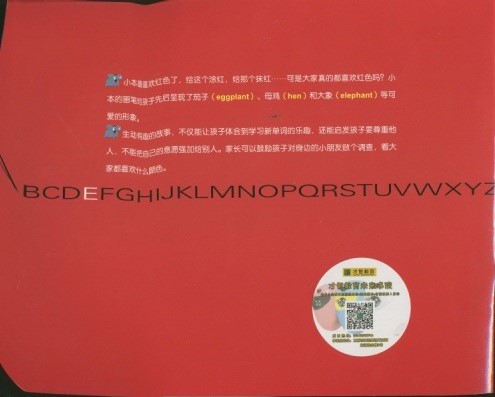 小本最喜欢红色了，给这个涂红，给那个抹红……可是大家真的都喜欢红色吗？小
本的画笔给孩子先后呈现了茄子（eggplant）、母鸡（hen）和大象（elephant）等可
爱的形象。
生动有趣的故事，不仅能让孩子体会到学习新单词的乐趣，还能启发孩子要尊重他
人，不能把自己的意愿强加给别人。家长可以鼓励孩子对身边的小朋友做个调查，看大
家都喜欢什么颜色。
BCDEFGHIJKLMNOPQRSTUVWXYZ